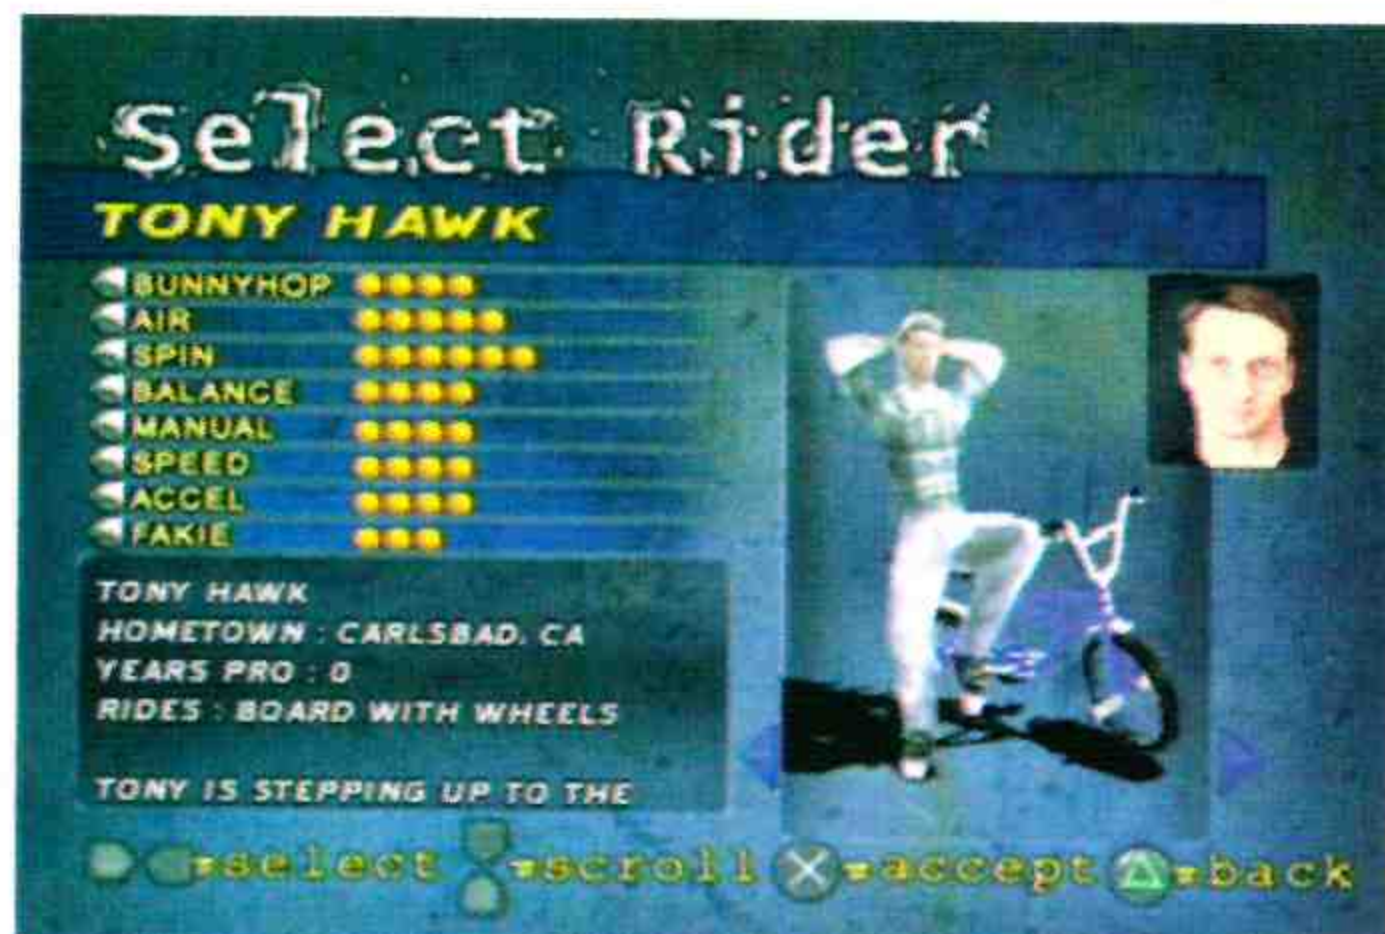 Select Rider
TONY HAWK
BUNNYHOP
AIR
SPIN
BALANCE
MANUAL
SPEED
ACCEL
FAKIE
TONY HAWK
HOMETOWN : CARLSBAD, CA
YEARS PRO : 0
RIDES : BOARD WITH WHEELS
TONY IS STEPPING UP TO THE
=select =scroll X=accept △=back